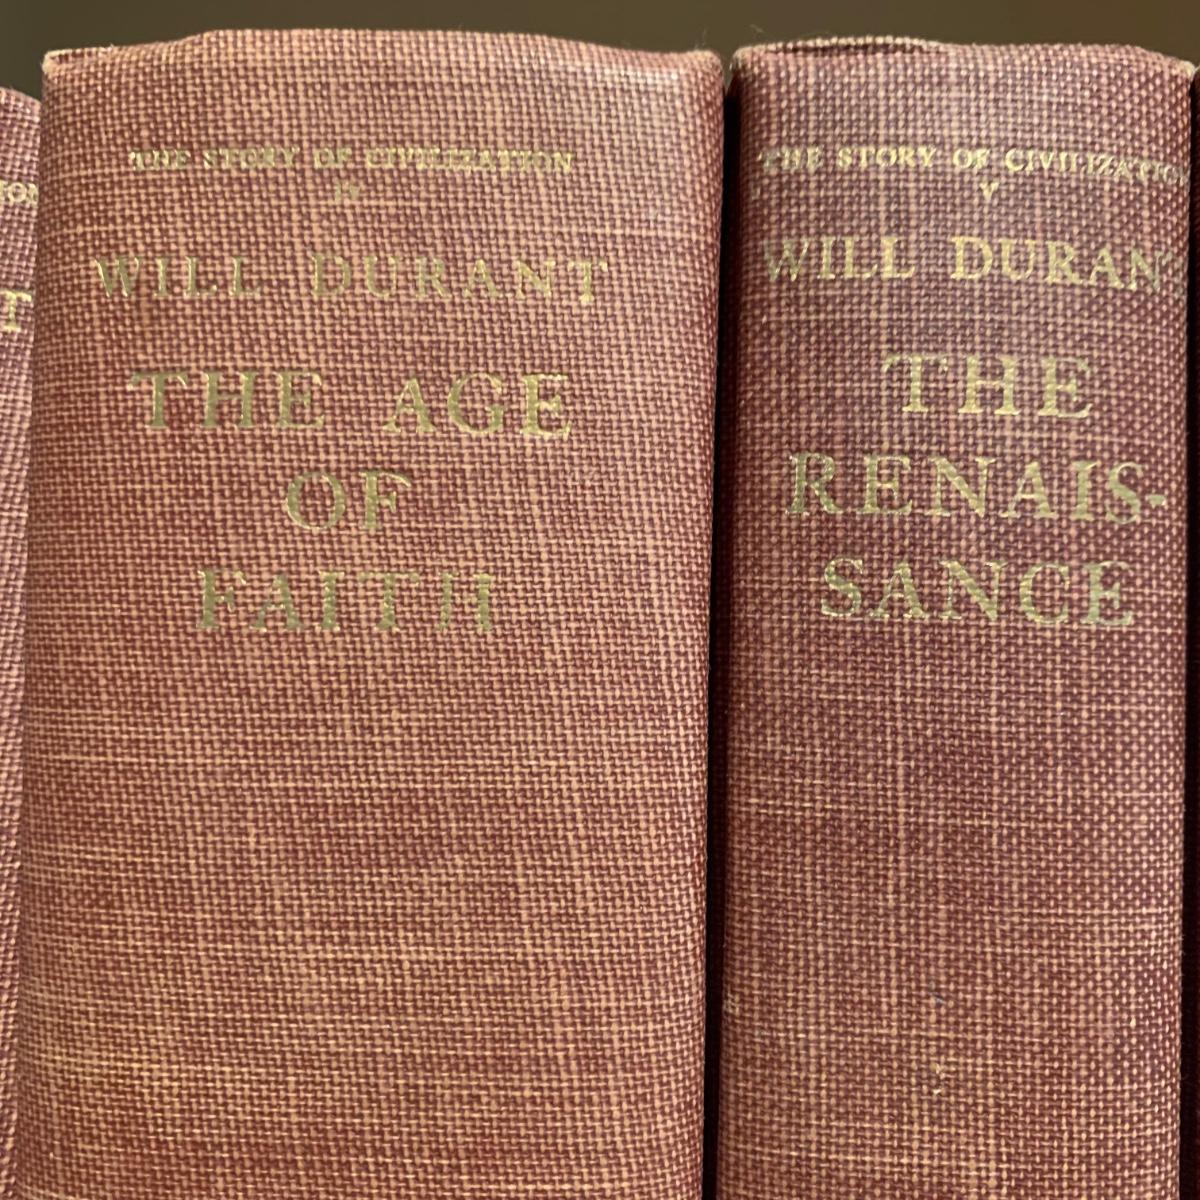 THE STORY OF CIVILIZATION
IV
WILL DURANT
THE AGE
OF
FAITH
THE STORY OF CIVILIZATION
V
WILL DURANT
THE
RENAIS-
SANCE
ION
T